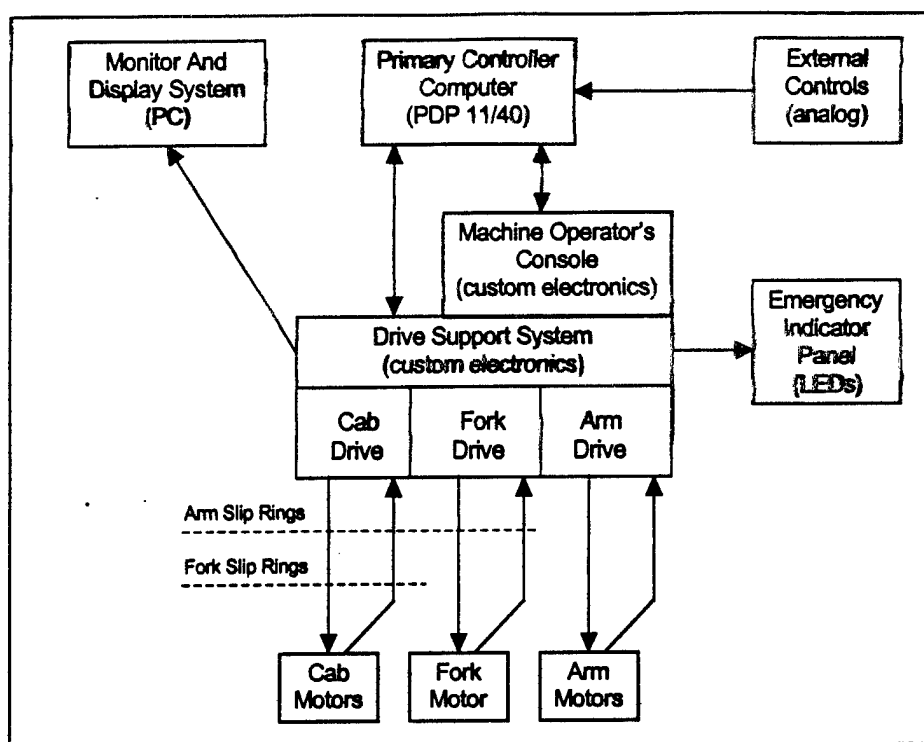 Monitor And
Display System
(PC)
Primary Controller
Computer
(PDP 11/40)
External
Controls
(analog)
Machine Operator's
Console
(custom electronics)
Emergency
Indicator
Panel
(LEDs)
Drive Support System
(custom electronics)
Cab
Drive
Fork
Drive
Arm
Drive
Arm Slip Rings
Fork Slip Rings
Cab
Motors
Fork
Motor
Arm
Motors